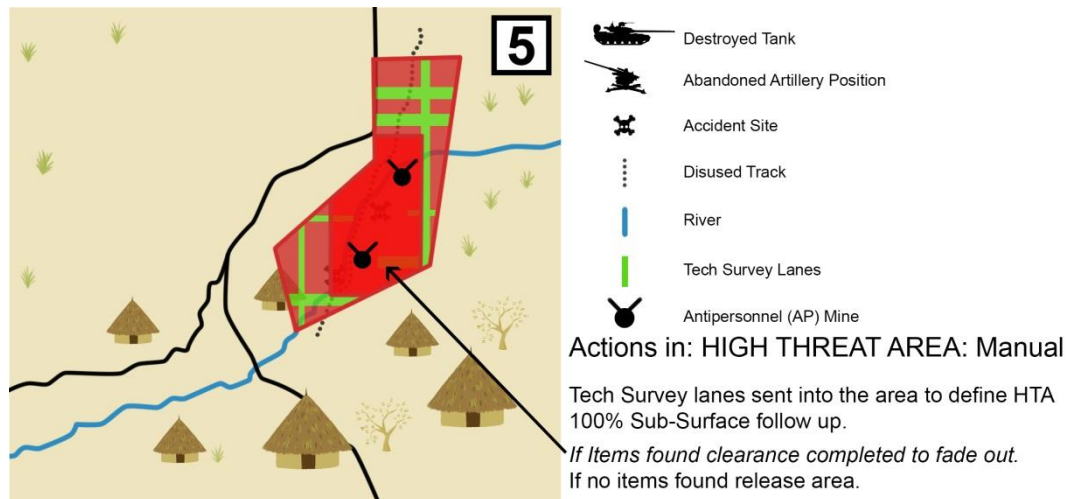 5
Destroyed Tank
Abandoned Artillery Position
Accident Site
Disused Track
River
Tech Survey Lanes
Antipersonnel (AP) Mine
Actions in: HIGH THREAT AREA: Manual
Tech Survey lanes sent into the area to define HTA
100% Sub-Surface follow up.
If Items found clearance completed to fade out.
If no items found release area.